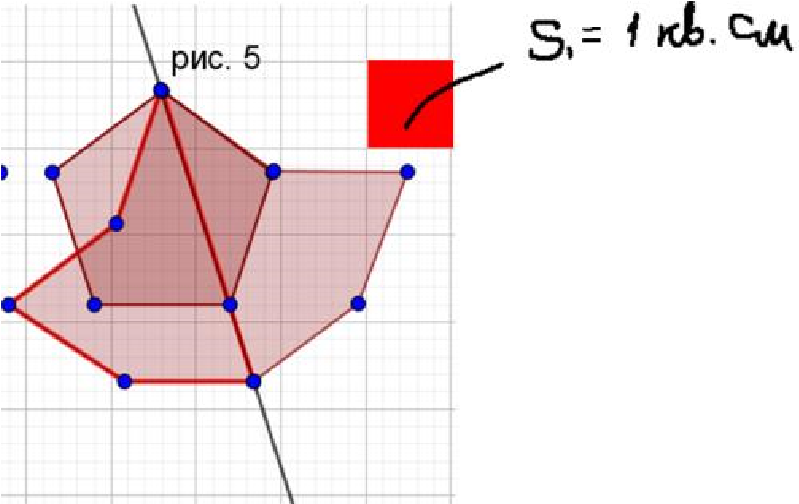 S₁ = 1 кв. см
рис. 5